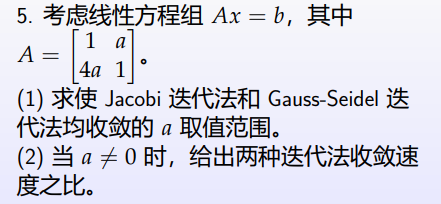 5. 考虑线性方程组 Ax = b，其中
A = [1 a
4a 1]。
(1) 求使 Jacobi 迭代法和 Gauss-Seidel 迭
代法均收敛的 a 取值范围。
(2) 当 a ≠ 0 时，给出两种迭代法收敛速
度之比。